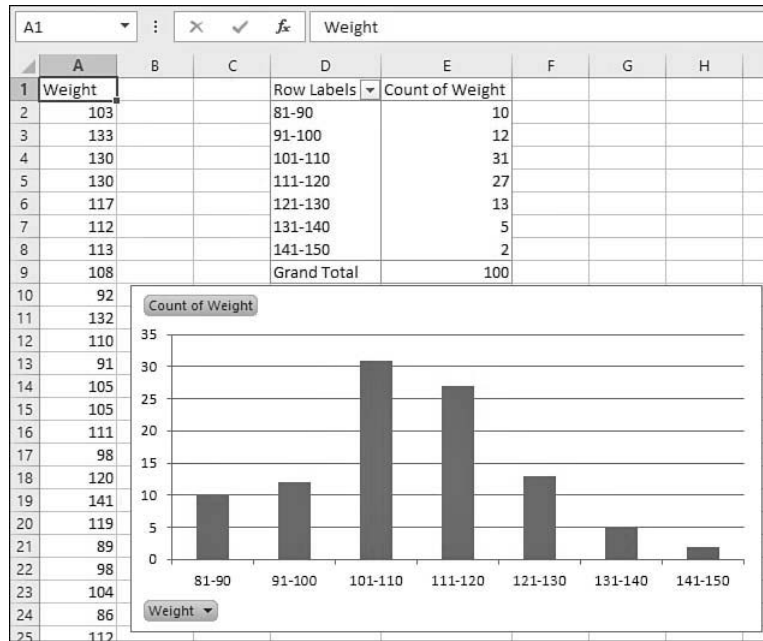 A1 fx Weight
A B C D E F G H
1 Weight Row Labels Count of Weight
2 103 81-90 10
3 133 91-100 12
4 130 101-110 31
5 130 111-120 27
6 117 121-130 13
7 112 131-140 5
8 113 141-150 2
9 108 Grand Total 100
10 92
11 132
12 110
13 91
14 105
15 105
16 111
17 98
18 120
19 141
20 119
21 89
22 98
23 104
24 86
25 112
Count of Weight
35
30
25
20
15
10
5
0
81-90 91-100 101-110 111-120 121-130 131-140 141-150
Weight